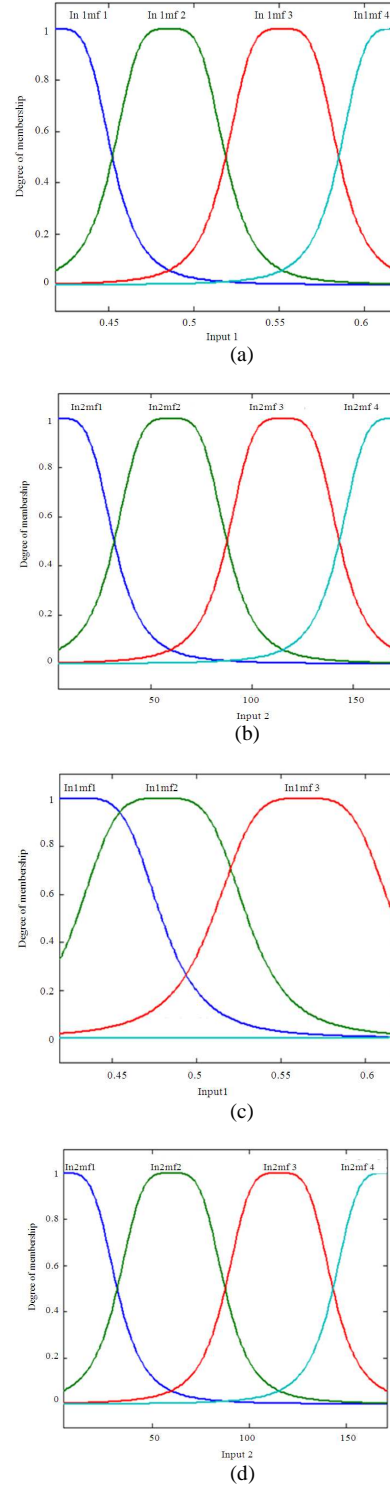 In 1mf 1 In 1mf 2 In 1mf 3 In1mf 4
1
0.8
0.6
0.4
0.2
0
Degree of membership
0.45 0.5 0.55 0.6
Input 1
(a)
In2mf1 In2mf2 In2mf 3 In2mf 4
1
0.8
0.6
0.4
0.2
0
Degree of membership
50 100 150
Input 2
(b)
In1mf1 In1mf2 In1mf 3
1
0.8
0.6
0.4
0.2
0
Degree of membership
0.45 0.5 0.55 0.6
Input1
(c)
In2mf1 In2mf2 In2mf 3 In2mf 4
1
0.8
0.6
0.4
0.2
0
Degree of membership
50 100 150
Input 2
(d)